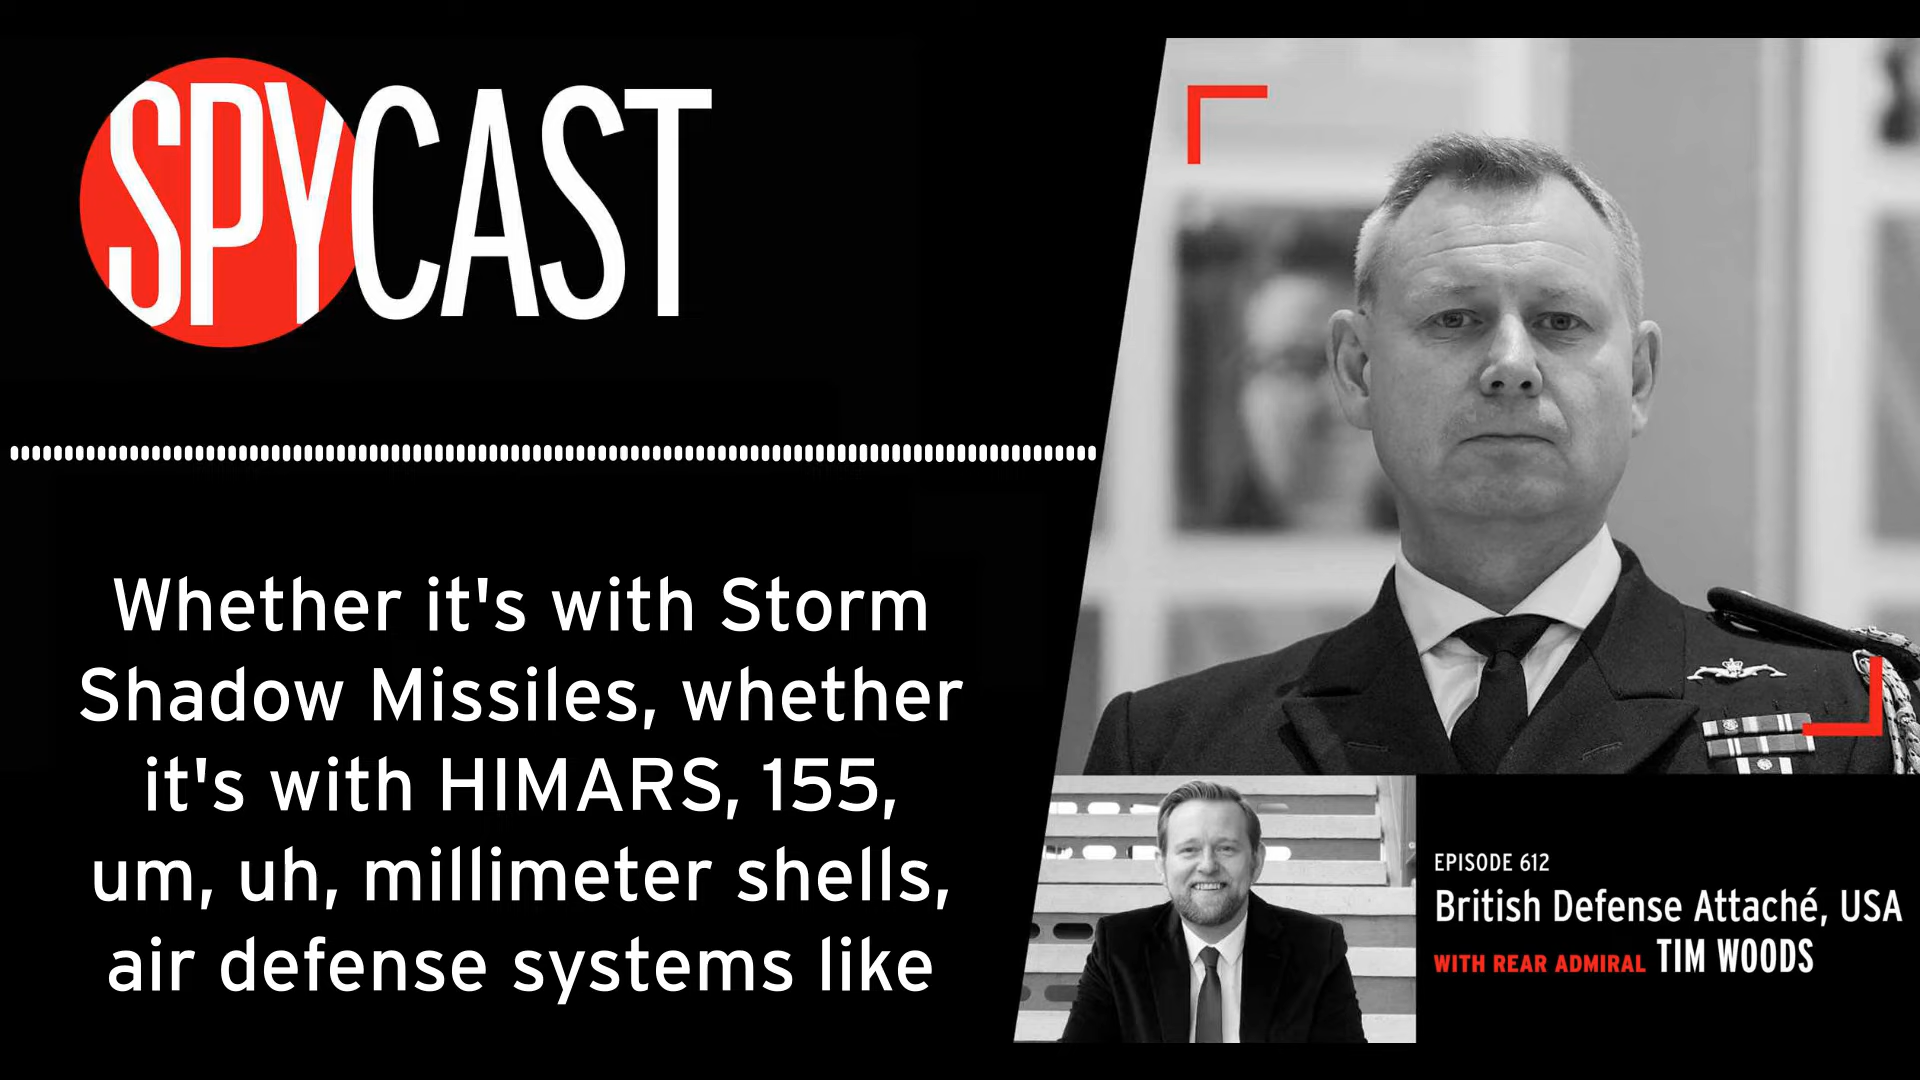 SPYCAST
Whether it's with Storm
Shadow Missiles, whether
it's with HIMARS, 155,
um, uh, millimeter shells,
air defense systems like
EPISODE 612
British Defense Attaché, USA
WITH REAR ADMIRAL TIM WOODS